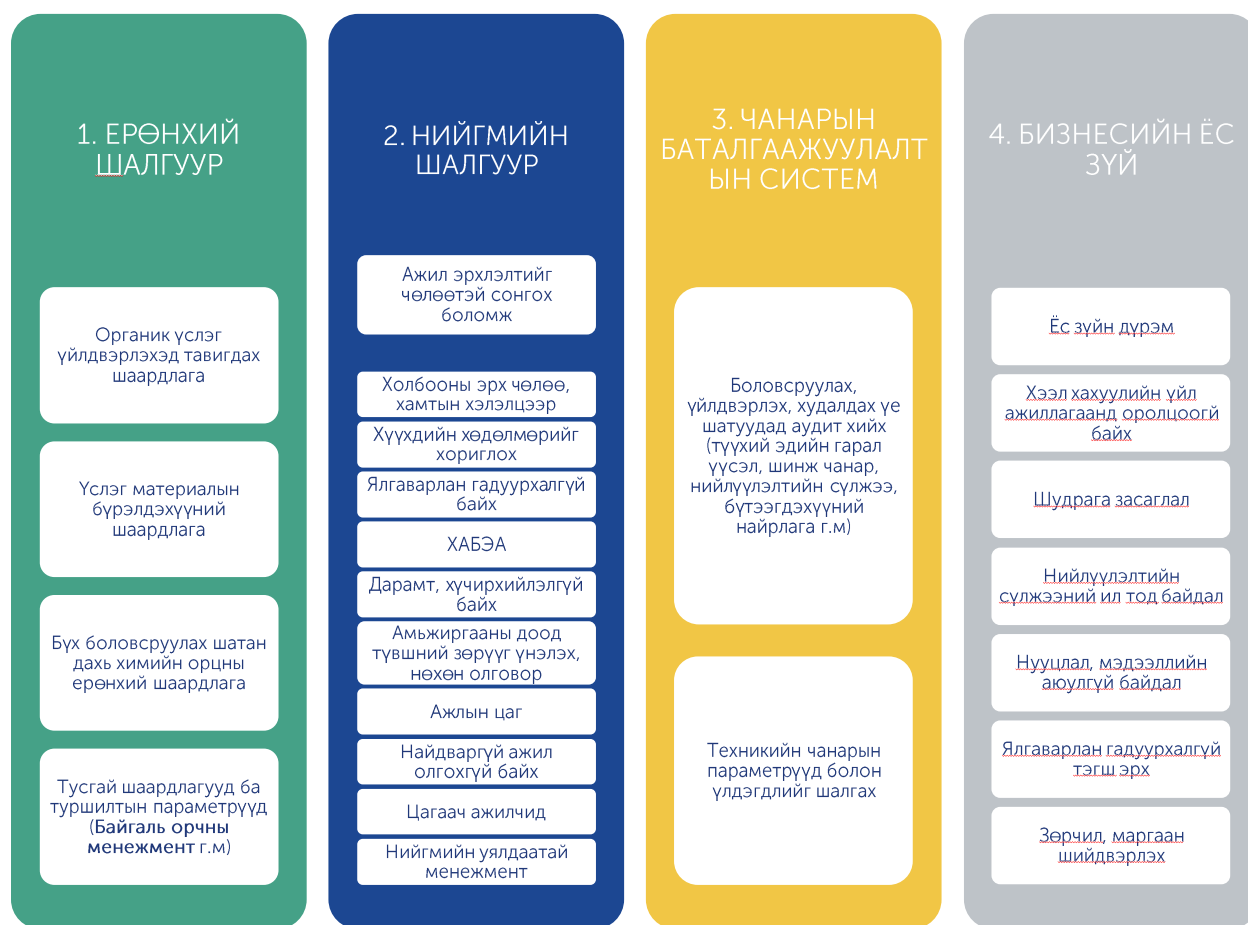 1. ЕРӨНХИЙ
ШАЛГУУР
Органик үслэг
үйлдвэрлэхэд тавигдах
шаардлага
Үслэг материалын
бүрэлдэхүүний
шаардлага
Бүх боловсруулах шатан
дахь химийн орцны
ерөнхий шаардлага
Тусгай шаардлагууд ба
туршилтын параметрүүд
(Байгаль орчны
менежмент г.м)
2. НИЙГМИЙН
ШАЛГУУР
Ажил эрхлэлтийг
чөлөөтэй сонгох
боломж
Холбооны эрх чөлөө,
хамтын хэлэлцээр
Хүүхдийн хөдөлмөрийг
хориглох
Ялгаварлан гадуурхалгүй
байх
ХАБЭА
Дарамт, хүчирхийлэлгүй
байх
Амьжиргааны доод
түвшний зөрүүг үнэлэх,
нөхөн олговор
Ажлын цаг
Найдваргүй ажил
олгохгүй байх
Цагаач ажилчид
Нийгмийн уялдаатай
менежмент
3. ЧАНАРЫН
БАТАЛГААЖУУЛАЛТ
ЫН СИСТЕМ
Боловсруулах,
үйлдвэрлэх, худалдах үе
шатуудад аудит хийх
(түүхий эдийн гарал
үүсэл, шинж чанар,
нийлүүлэлтийн сүлжээ,
бүтээгдэхүүний
найрлага г.м)
Техникийн чанарын
параметрүүд болон
үлдэгдлийг шалгах
4. БИЗНЕСИЙН ЁС
ЗҮЙ
Ёс зүйн дүрэм
Хээл хахуулийн үйл
ажиллагаанд оролцоогй
байх
Шудрага засаглал
Нийлүүлэлтийн
сүлжээний ил тод байдал
Нууцлал, мэдээллийн
аюулгүй байдал
Ялгаварлан гадуурхалгүй
тэгш эрх
Зөрчил, маргаан
шийдвэрлэх